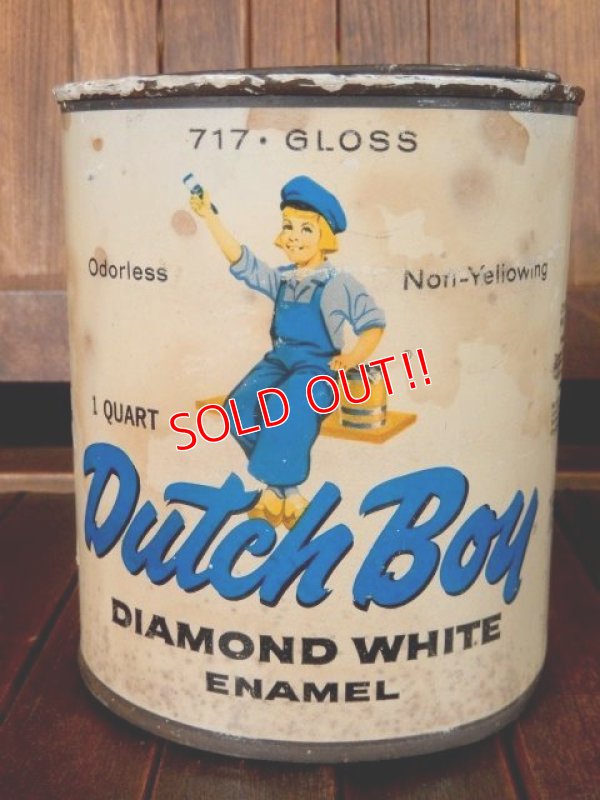 717 • GLOSS
Odorless
Non-Yellowing
SOLD OUT!!
1 QUART
Dutch Boy
DIAMOND WHITE
ENAMEL